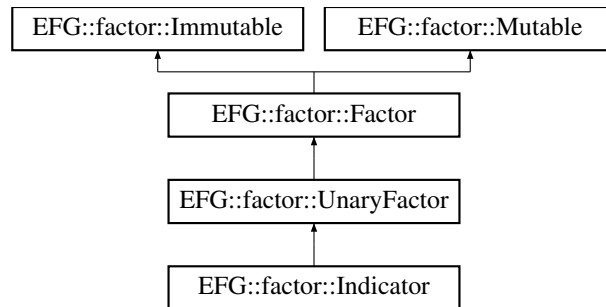 EFG::factor::Immutable
EFG::factor::Mutable
EFG::factor::Factor
EFG::factor::UnaryFactor
EFG::factor::Indicator